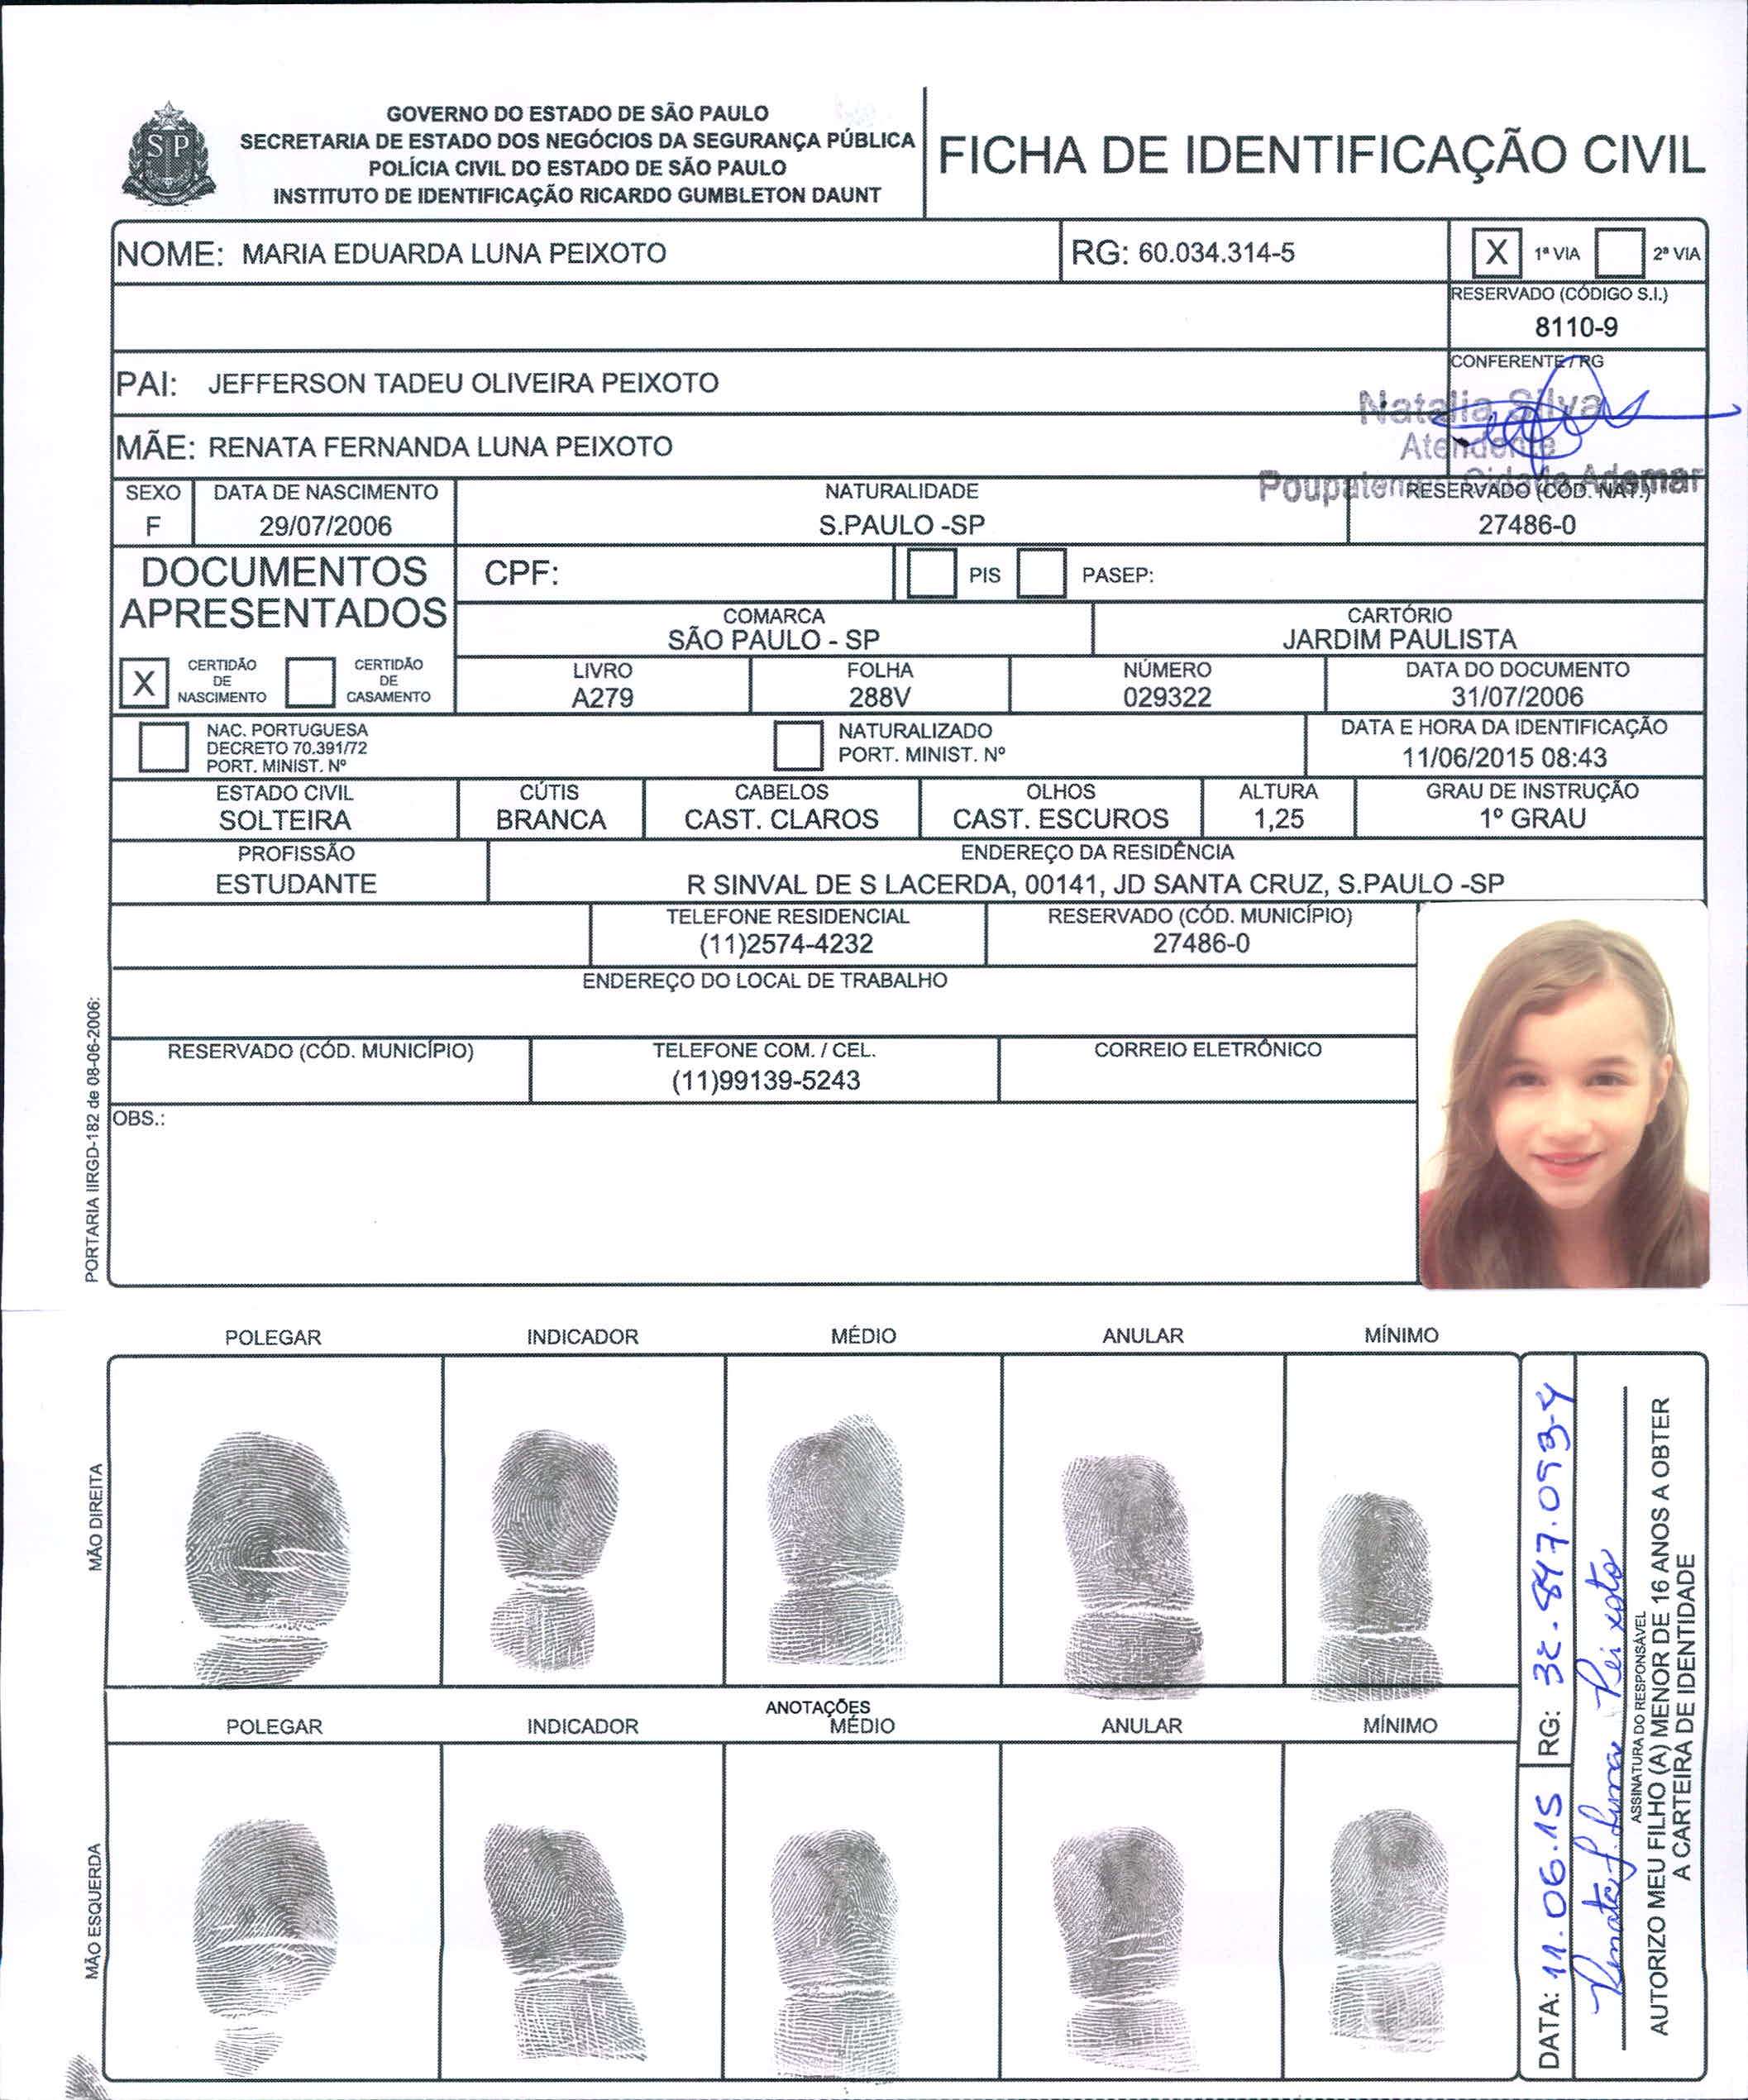 GOVERNO DO ESTADO DE SÃO PAULO
SECRETARIA DE ESTADO DOS NEGÓCIOS DA SEGURANÇA PÚBLICA
POLÍCIA CIVIL DO ESTADO DE SÃO PAULO
INSTITUTO DE IDENTIFICAÇÃO RICARDO GUMBLETON DAUNT
SP
FICHA DE IDENTIFICAÇÃO CIVIL
NOME: MARIA EDUARDA LUNA PEIXOTO
RG: 60.034.314-5
X 1ª VIA 2ª VIA
RESERVADO (CÓDIGO S.I.)
8110-9
PAI: JEFFERSON TADEU OLIVEIRA PEIXOTO
CONFERENTE / RG
Natalia Silva
Atendente
Poupatempo Cidade Ademar
MÃE: RENATA FERNANDA LUNA PEIXOTO
SEXO
F
DATA DE NASCIMENTO
29/07/2006
NATURALIDADE
S.PAULO -SP
RESERVADO (CÓD. NAT.)
27486-0
DOCUMENTOS
APRESENTADOS
CPF:
PIS PASEP:
COMARCA
SÃO PAULO - SP
CARTÓRIO
JARDIM PAULISTA
X CERTIDÃO
DE
NASCIMENTO
CERTIDÃO
DE
CASAMENTO
LIVRO
A279
FOLHA
288V
NÚMERO
029322
DATA DO DOCUMENTO
31/07/2006
NAC. PORTUGUESA
DECRETO 70.391/72
PORT. MINIST. Nº
NATURALIZADO
PORT. MINIST. Nº
DATA E HORA DA IDENTIFICAÇÃO
11/06/2015 08:43
ESTADO CIVIL
SOLTEIRA
CÚTIS
BRANCA
CABELOS
CAST. CLAROS
OLHOS
CAST. ESCUROS
ALTURA
1,25
GRAU DE INSTRUÇÃO
1º GRAU
PROFISSÃO
ESTUDANTE
ENDEREÇO DA RESIDÊNCIA
R SINVAL DE S LACERDA, 00141, JD SANTA CRUZ, S.PAULO -SP
TELEFONE RESIDENCIAL
(11)2574-4232
RESERVADO (CÓD. MUNICÍPIO)
27486-0
ENDEREÇO DO LOCAL DE TRABALHO
RESERVADO (CÓD. MUNICÍPIO)
TELEFONE COM. / CEL.
(11)99139-5243
CORREIO ELETRÔNICO
OBS.:
PORTARIA IIRGD-182 de 08-06-2006:
POLEGAR INDICADOR MÉDIO ANULAR MÍNIMO
MÃO DIREITA
ANOTAÇÕES
POLEGAR INDICADOR MÉDIO ANULAR MÍNIMO
MÃO ESQUERDA
DATA: 11.06.15 RG:
Renata F. Luna Peixoto
ASSINATURA DO RESPONSÁVEL
AUTORIZO MEU FILHO (A) MENOR DE 16 ANOS A OBTER
A CARTEIRA DE IDENTIDADE